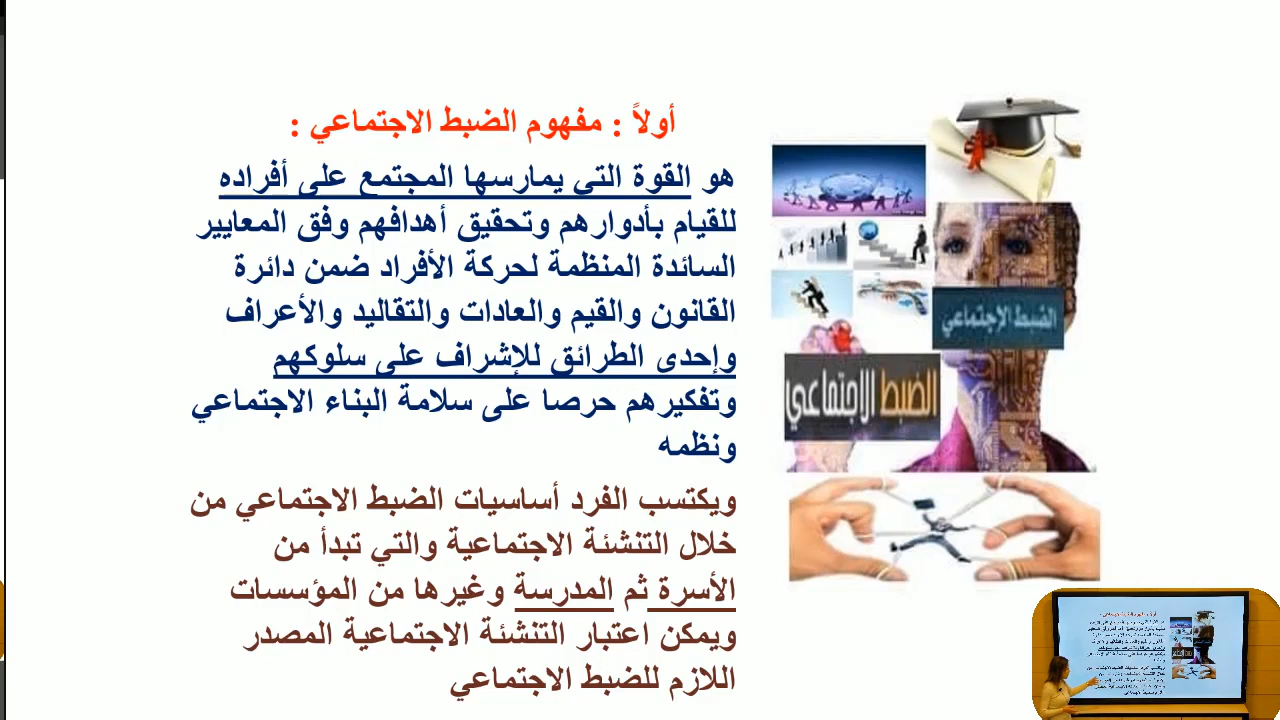 أولاً : مفهوم الضبط الاجتماعي :
هو القوة التي يمارسها المجتمع على أفراده
للقيام بأدوارهم وتحقيق أهدافهم وفق المعايير
السائدة المنظمة لحركة الأفراد ضمن دائرة
القانون والقيم والعادات والتقاليد والأعراف
وإحدى الطرائق للإشراف على سلوكهم
وتفكيرهم حرصا على سلامة البناء الاجتماعي
ونظمه
ويكتسب الفرد أساسيات الضبط الاجتماعي من
خلال التنشئة الاجتماعية والتي تبدأ من
الأسرة ثم المدرسة وغيرها من المؤسسات
ويمكن اعتبار التنشئة الاجتماعية المصدر
اللازم للضبط الاجتماعي
الضبط الإجتماعي
الضبط الاجتماعي